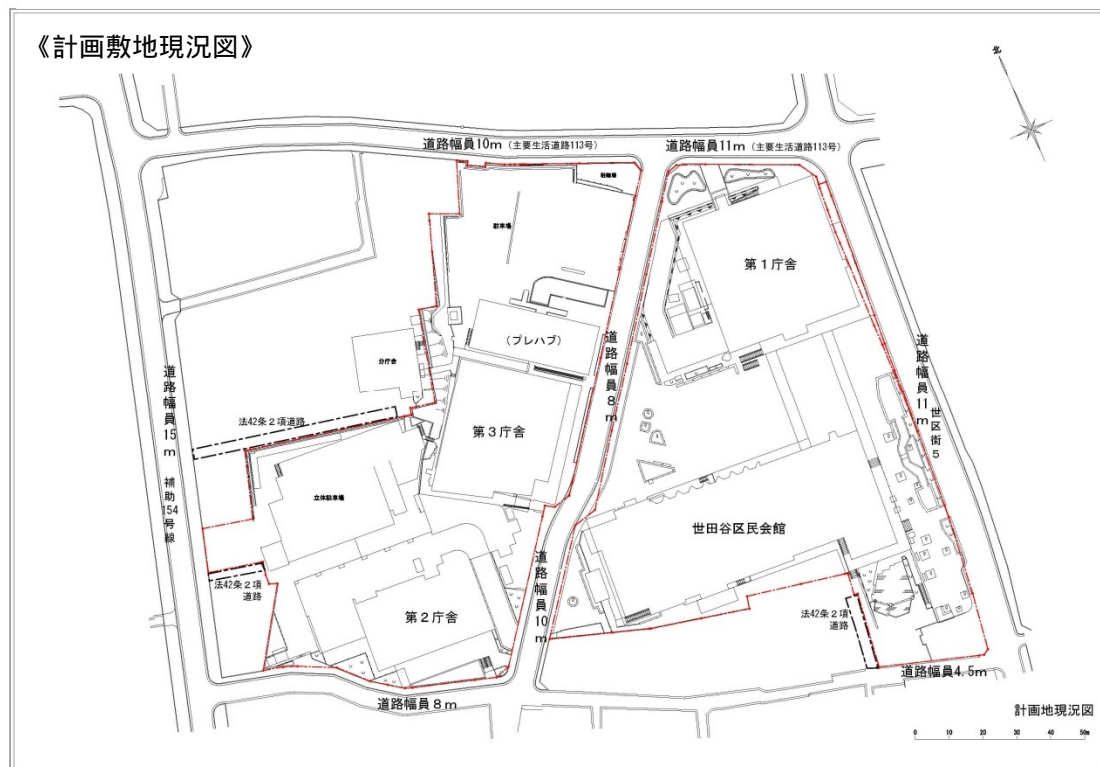 《計画敷地現況図》
北
道路幅員10m（主要生活道路113号）
道路幅員11m（主要生活道路113号）
駐輪場
駐車場
第１庁舎
（プレハブ）
分庁舎
道路幅員8m
道路幅員11m 世区街5
道路幅員15m 補助154号線
法42条２項道路
第３庁舎
立体駐車場
世田谷区民会館
道路幅員10m
法42条２項
道路
第２庁舎
法42条２項
道路
道路幅員4.5m
道路幅員８m
計画地現況図
0 10 20 30 40 50m